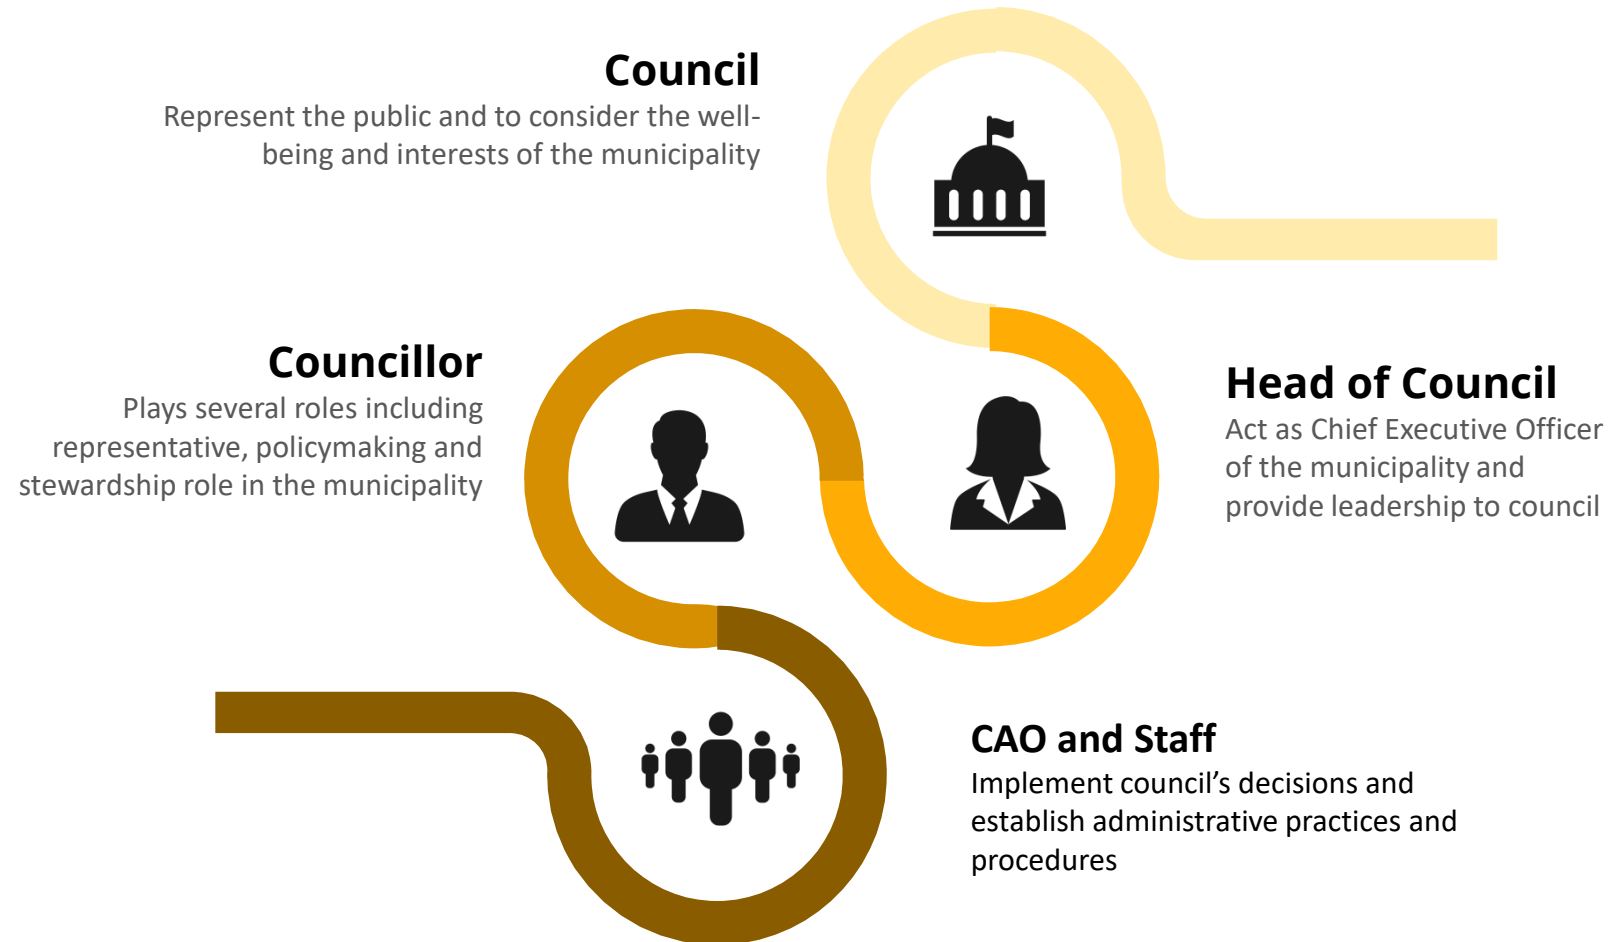 Council
Represent the public and to consider the well-
being and interests of the municipality
Councillor
Plays several roles including
representative, policymaking and
stewardship role in the municipality
Head of Council
Act as Chief Executive Officer
of the municipality and
provide leadership to council
CAO and Staff
Implement council’s decisions and
establish administrative practices and
procedures